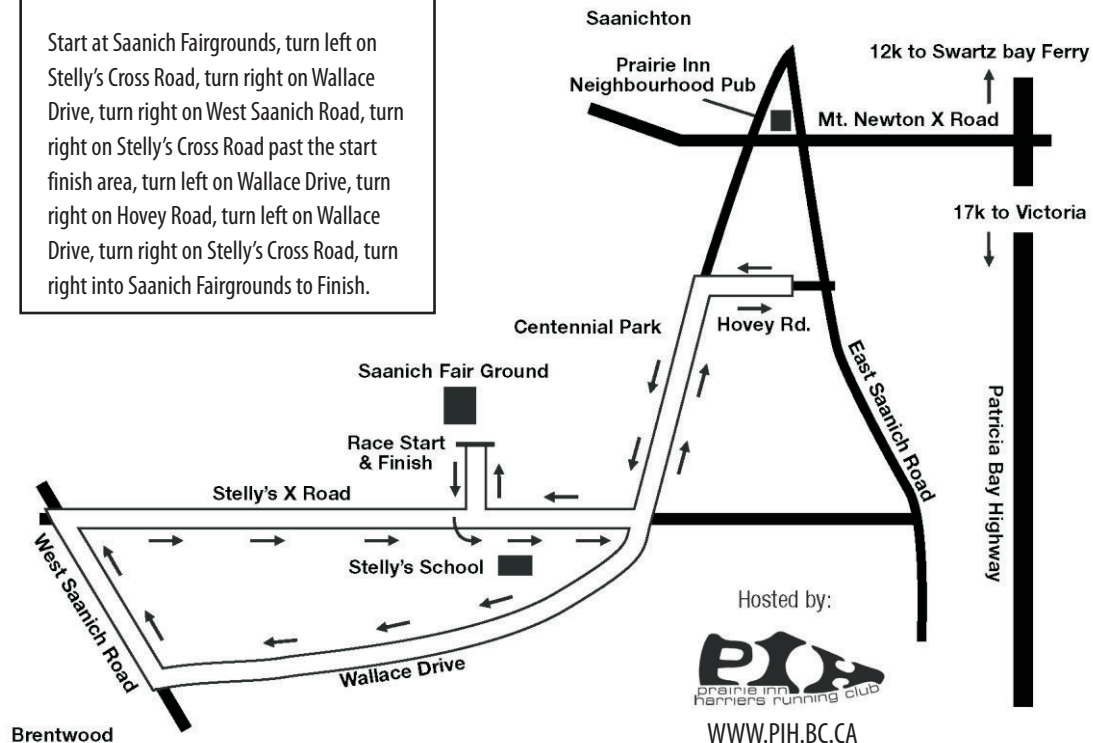 Start at Saanich Fairgrounds, turn left on
Stelly's Cross Road, turn right on Wallace
Drive, turn right on West Saanich Road, turn
right on Stelly's Cross Road past the start
finish area, turn left on Wallace Drive, turn
right on Hovey Road, turn left on Wallace
Drive, turn right on Stelly's Cross Road, turn
right into Saanich Fairgrounds to Finish.
Saanichton
Prairie Inn
Neighbourhood Pub
12k to Swartz bay Ferry
Mt. Newton X Road
17k to Victoria
Centennial Park
Hovey Rd.
Saanich Fair Ground
Race Start
& Finish
East Saanich Road
Patricia Bay Highway
Stelly's X Road
Stelly's School
West Saanich Road
Wallace Drive
Brentwood
Hosted by:
PIH
prairie inn
harriers running club
WWW.PIH.BC.CA